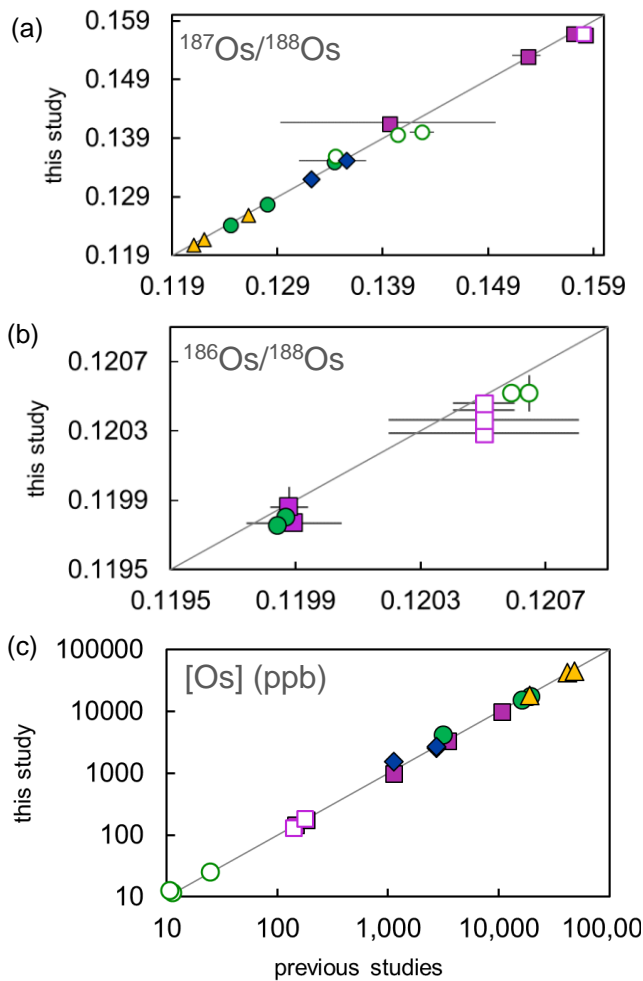 (a)
0.159
¹⁸⁷Os/¹⁸⁸Os
0.149
this study
0.139
0.129
0.119
0.119 0.129 0.139 0.149 0.159
(b)
¹⁸⁶Os/¹⁸⁸Os
0.1207
this study
0.1203
0.1199
0.1195
0.1195 0.1199 0.1203 0.1207
(c)
100000
[Os] (ppb)
10000
this study
1000
100
10
10 100 1,000 10,000 100,00
previous studies